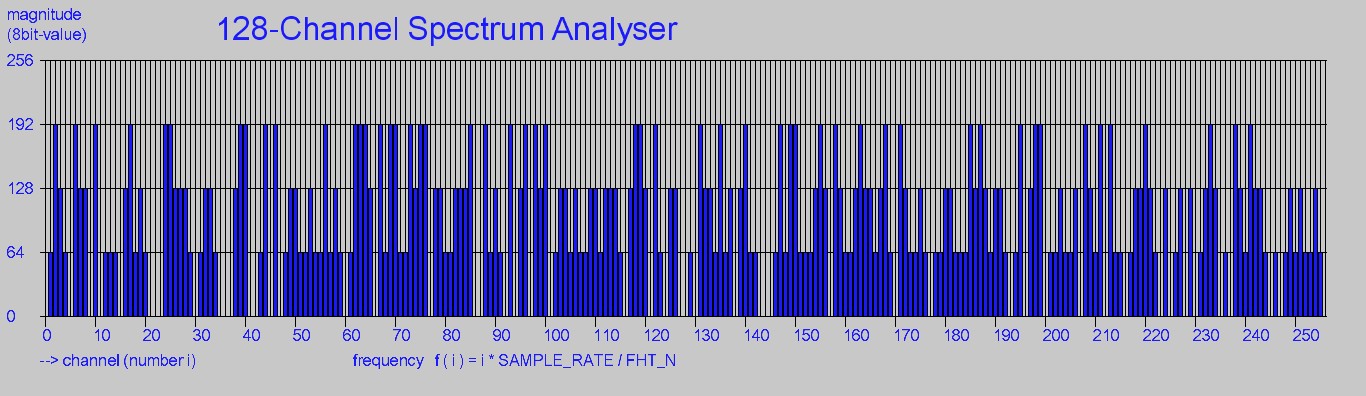 magnitude
(8bit-value)
128-Channel Spectrum Analyser
256
192
128
64
0
0 10 20 30 40 50 60 70 80 90 100 110 120 130 140 150 160 170 180 190 200 210 220 230 240 250
--> channel (number i)
frequency f ( i ) = i * SAMPLE_RATE / FHT_N